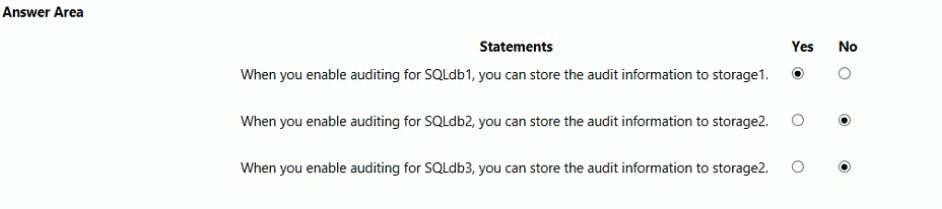 Answer Area
Statements Yes No
When you enable auditing for SQLdb1, you can store the audit information to storage1.
When you enable auditing for SQLdb2, you can store the audit information to storage2.
When you enable auditing for SQLdb3, you can store the audit information to storage2.